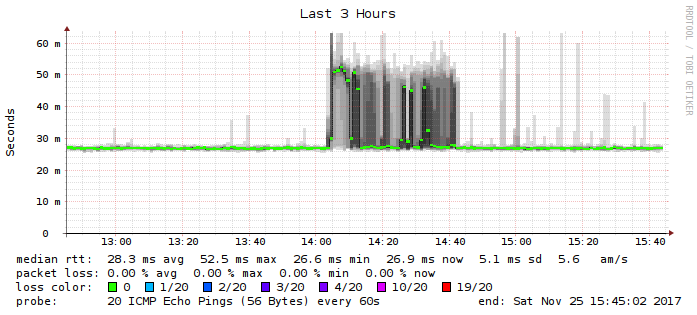 Last 3 Hours
RRDTOOL / TOBI OETIKER
Seconds
60 m
50 m
40 m
30 m
20 m
10 m
0
13:00 13:20 13:40 14:00 14:20 14:40 15:00 15:20 15:40
median rtt: 28.3 ms avg 52.5 ms max 26.6 ms min 26.9 ms now 5.1 ms sd 5.6 am/s
packet loss: 0.00 % avg 0.00 % max 0.00 % min 0.00 % now
loss color: 0 1/20 2/20 3/20 4/20 10/20 19/20
probe: 20 ICMP Echo Pings (56 Bytes) every 60s end: Sat Nov 25 15:45:02 2017